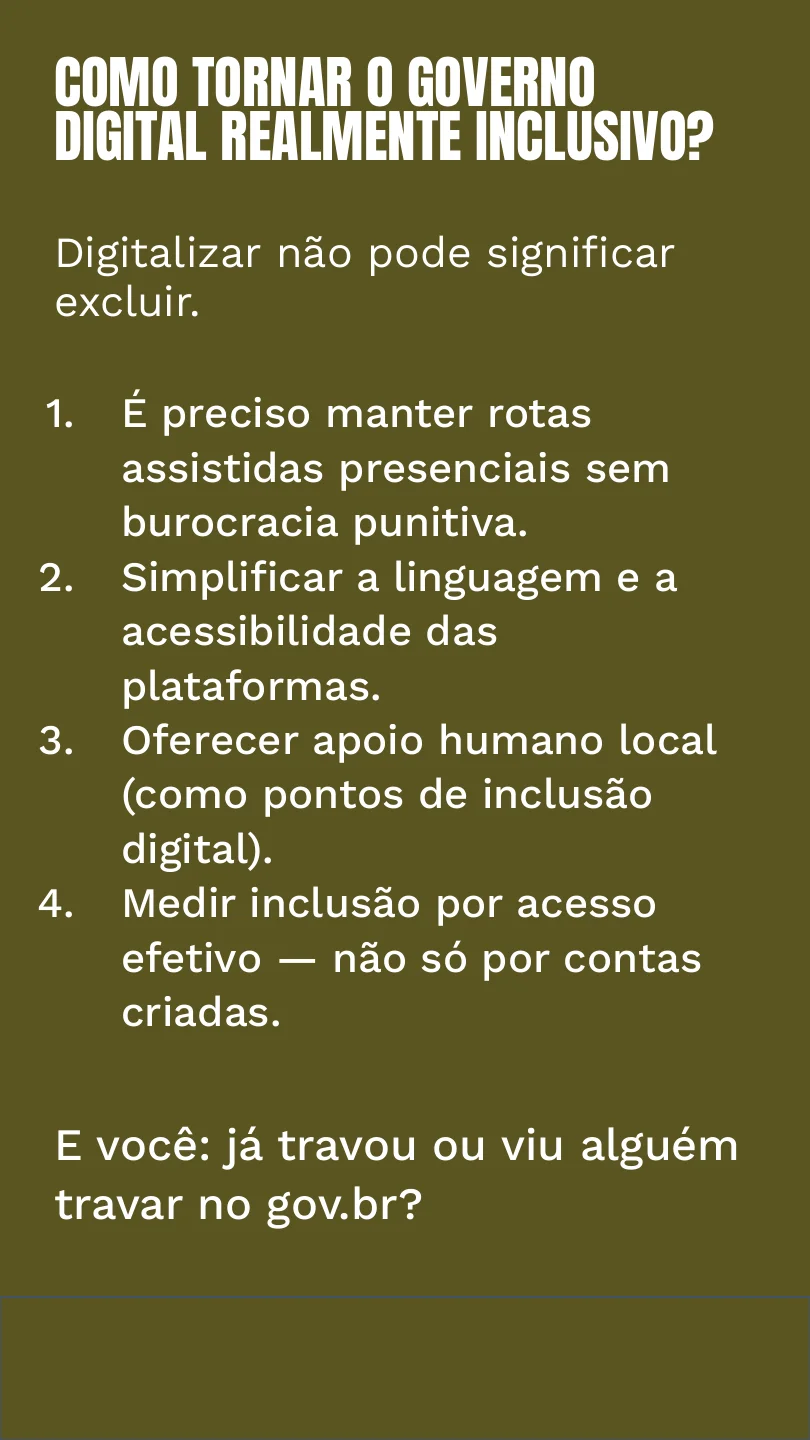 COMO TORNAR O GOVERNO
DIGITAL REALMENTE INCLUSIVO?
Digitalizar não pode significar
excluir.
1. É preciso manter rotas
assistidas presenciais sem
burocracia punitiva.
2. Simplificar a linguagem e a
acessibilidade das
plataformas.
3. Oferecer apoio humano local
(como pontos de inclusão
digital).
4. Medir inclusão por acesso
efetivo — não só por contas
criadas.
E você: já travou ou viu alguém
travar no gov.br?